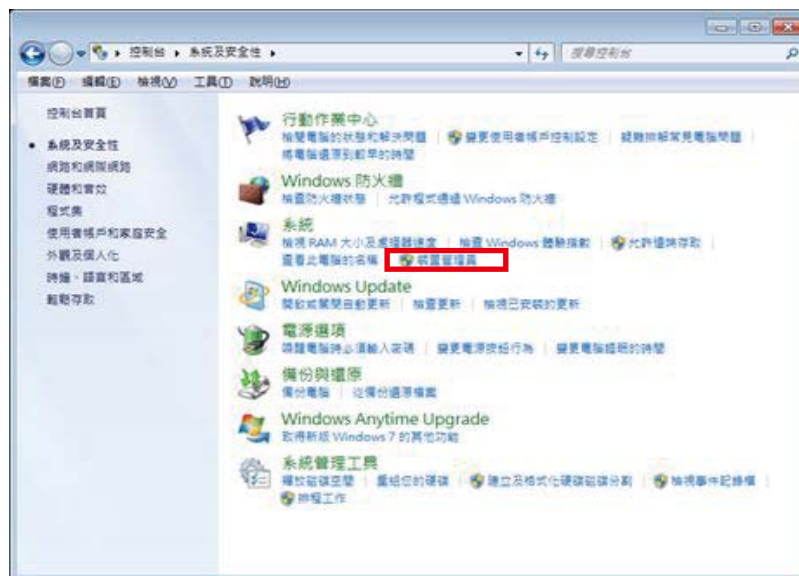 控制台 ▸ 系統及安全性 ▸
搜尋控制台
檔案(F) 編輯(E) 檢視(V) 工具(T) 說明(H)
控制台首頁
系統及安全性
網路和網際網路
硬體和音效
程式集
使用者帳戶和家庭安全
外觀及個人化
時鐘、語言和區域
輕鬆存取
行動作業中心
檢閱電腦的狀態和解決問題 變更使用者帳戶控制設定 疑難排解常見電腦問題
將電腦還原到較早的時間
Windows 防火牆
檢查防火牆狀態 允許程式通過 Windows 防火牆
系統
檢視 RAM 大小及處理器速度 檢查 Windows 體驗指數 允許遠端存取
查看此電腦的名稱 裝置管理員
Windows Update
開啟或關閉自動更新 檢查更新 檢視已安裝的更新
電源選項
喚醒電腦時必須輸入密碼 變更電源按鈕行為 變更電腦睡眠的時間
備份與還原
備份電腦 從備份還原檔案
Windows Anytime Upgrade
取得新版 Windows 7 的其他功能
系統管理工具
釋放磁碟空間 重組您的硬碟 建立及格式化硬碟磁碟分割 檢視事件記錄檔
排程工作